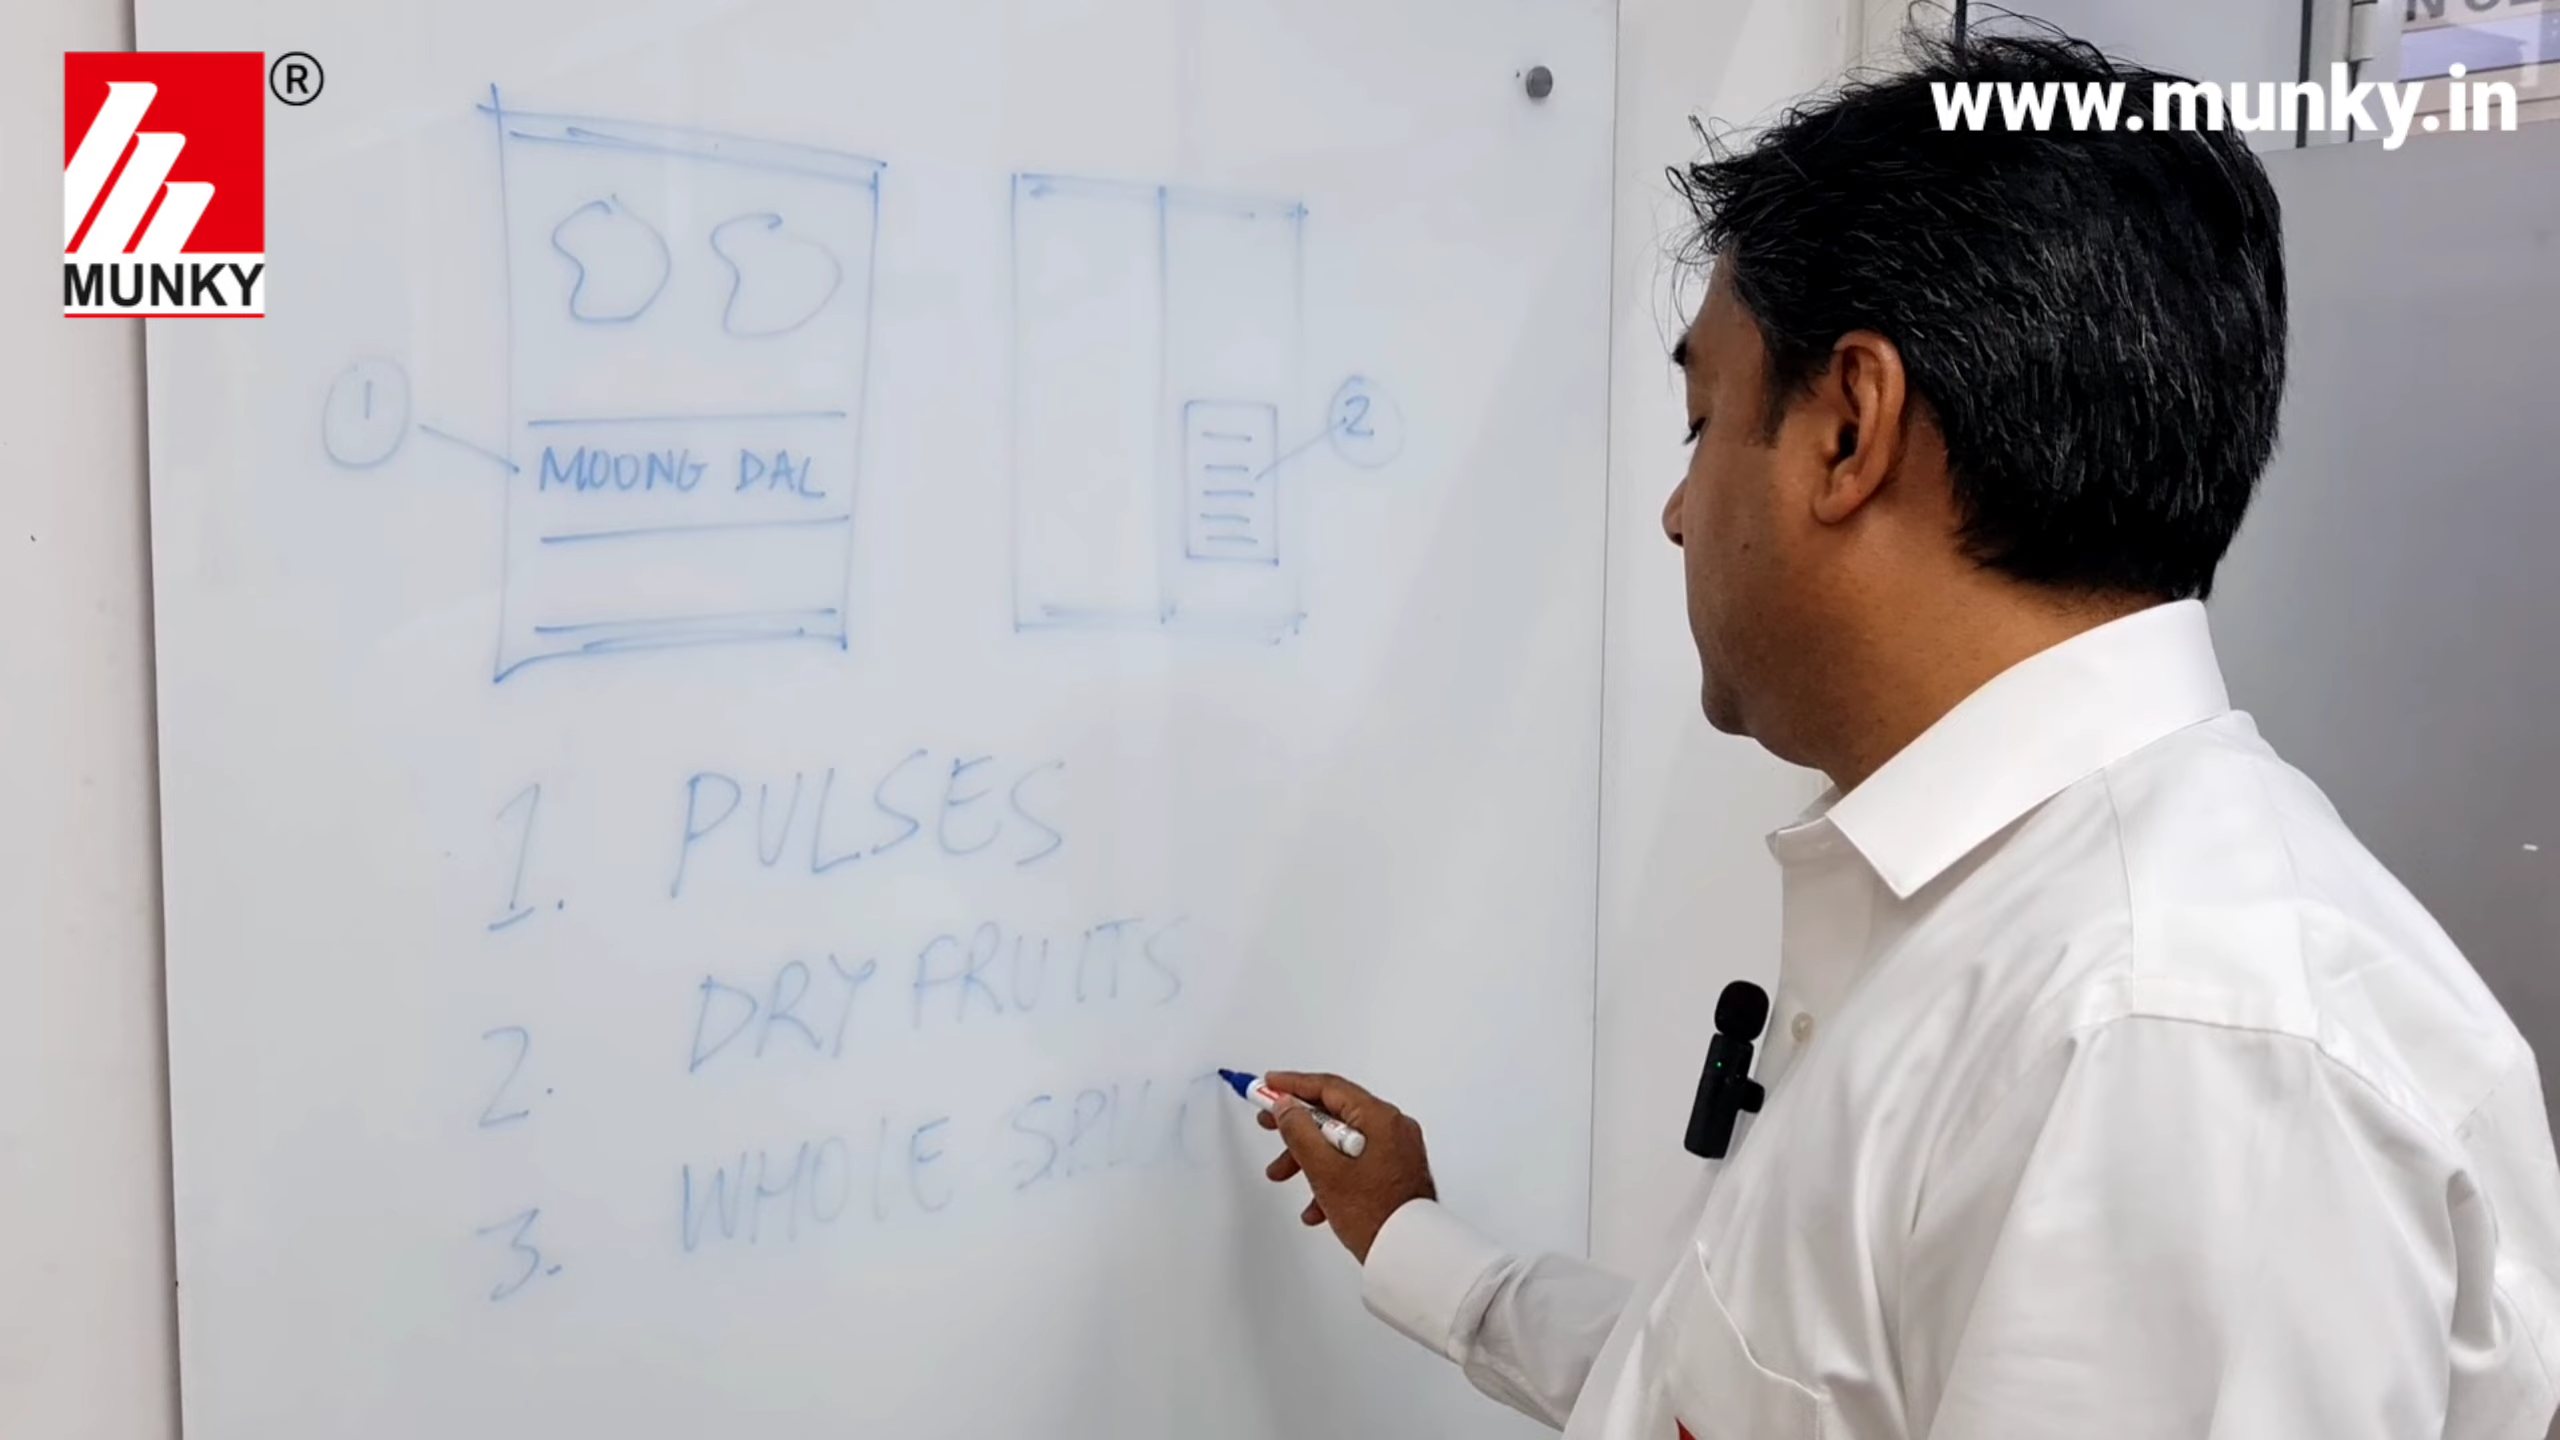 ®
MUNKY
www.munky.in
1
MOONG DAL
2
1. PULSES
2. DRY FRUITS
3. WHOLE